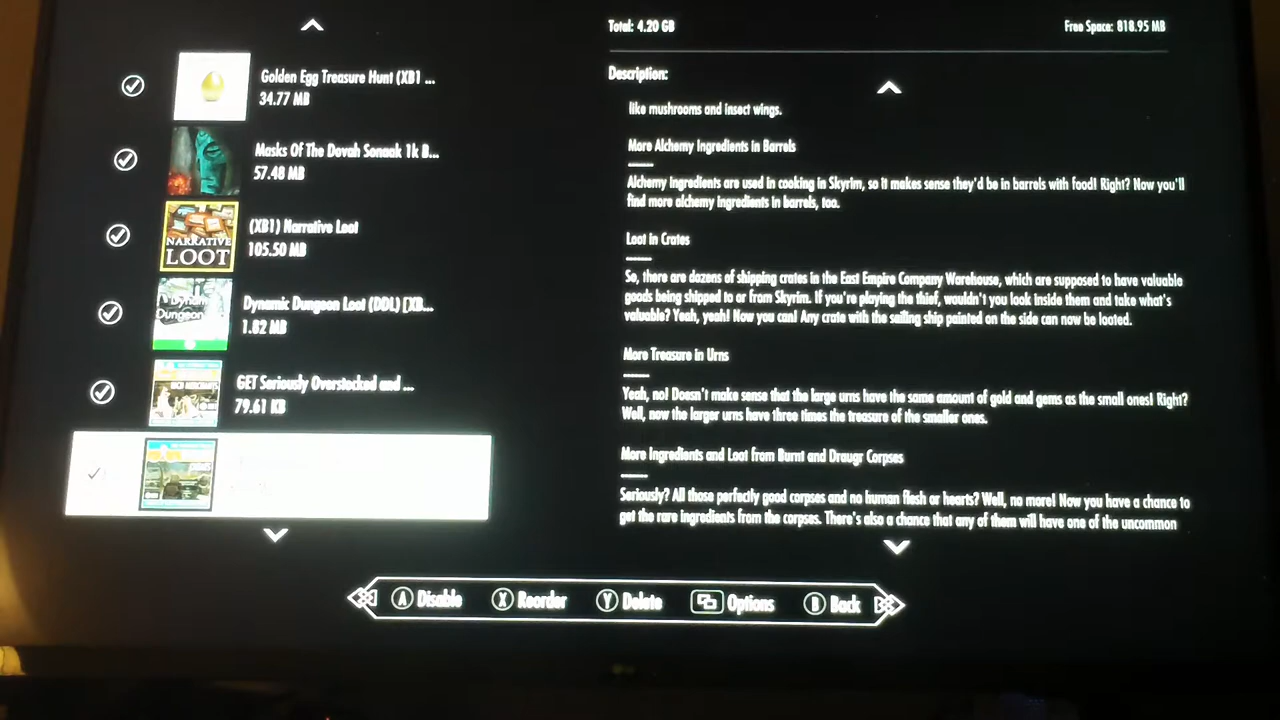 Total: 4.20 GB
Free Space: 818.95 MB
Golden Egg Treasure Hunt (XB1 ...
34.77 MB
Masks Of The Dovah Sonaak 1k B...
57.48 MB
NARRATIVE
LOOT
(XB1) Narrative Loot
105.50 MB
Dynamic Dungeon Loot (DDL) [XB...
1.82 MB
RICH MERCHANTS
GET Seriously Overstocked and ...
79.61 KB
Description:
like mushrooms and insect wings.
More Alchemy Ingredients in Barrels
Alchemy ingredients are used in cooking in Skyrim, so it makes sense they'd be in barrels with food! Right? Now you'll
find more alchemy ingredients in barrels, too.
Loot in Crates
So, there are dozens of shipping crates in the East Empire Company Warehouse, which are supposed to have valuable
goods being shipped to or from Skyrim. If you're playing the thief, wouldn't you look inside them and take what's
valuable? Yeah, yeah! Now you can! Any crate with the sailing ship painted on the side can now be looted.
More Treasure in Urns
Yeah, no! Doesn't make sense that the large urns have the same amount of gold and gems as the small ones! Right?
Well, now the larger urns have three times the treasure of the smaller ones.
More Ingredients and Loot from Burnt and Draugr Corpses
Seriously? All those perfectly good corpses and no human flesh or hearts? Well, no more! Now you have a chance to
get the rare ingredients from the corpses. There's also a chance that any of them will have one of the uncommon
A Disable X Reorder Y Delete Options B Back